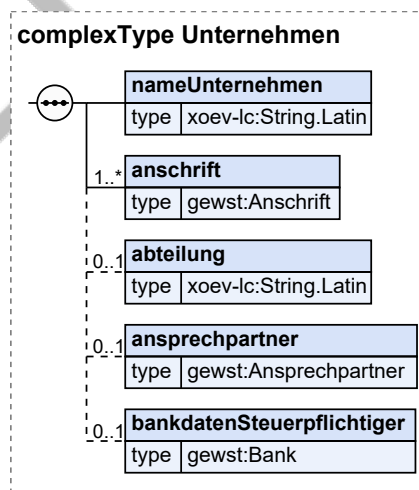 complexType Unternehmen
nameUnternehmen
type xoev-lc:String.Latin
1..* anschrift
type gewst:Anschrift
0..1 abteilung
type xoev-lc:String.Latin
0..1 ansprechpartner
type gewst:Ansprechpartner
0..1 bankdatenSteuerpflichtiger
type gewst:Bank